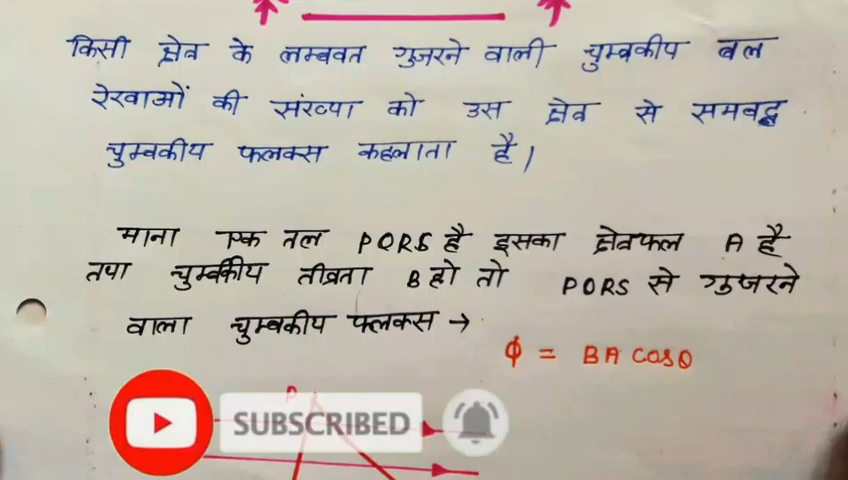 किसी क्षेत्र के लम्बवत गुजरने वाली चुम्बकीय बल
रेखाओं की संख्या को उस क्षेत्र से समबद्ध
चुम्बकीय फलक्स कहलाता है।
माना एक तल PQRS है इसका क्षेत्रफल A है
तथा चुम्बकीय तीव्रता B हो तो PQRS से गुजरने
वाला चुम्बकीय फ्लक्स →
φ = BA cosθ
P
SUBSCRIBED